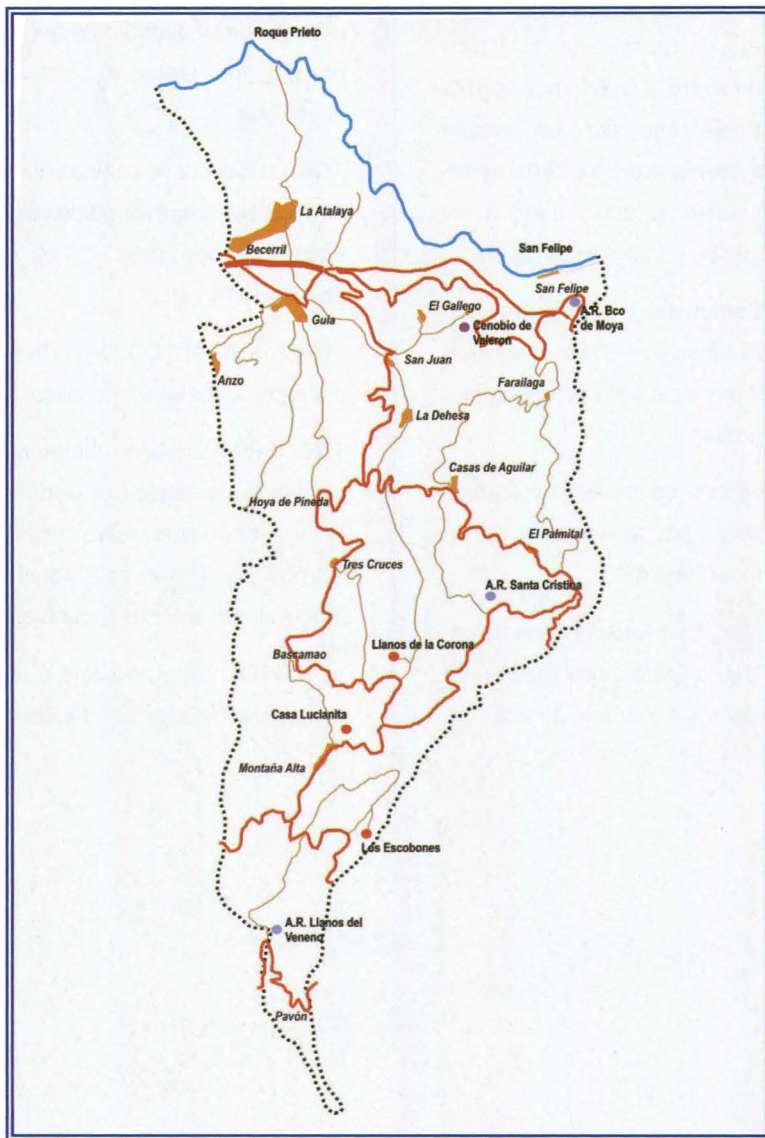 Roque Prieto
La Atalaya
Becerril
San Felipe
San Felipe
A.R. Bco
de Moya
El Gallego
Guia
Cenobio de
Valeron
San Juan
Anzo
Farailaga
La Dehesa
Casas de Aguilar
Hoya de Pineda
El Palmital
Tres Cruces
A.R. Santa Cristina
Bascamao
Llanos de la Corona
Casa Lucianita
Montaña Alta
Los Escobones
A.R. Llanos del
Veneno
Pavón